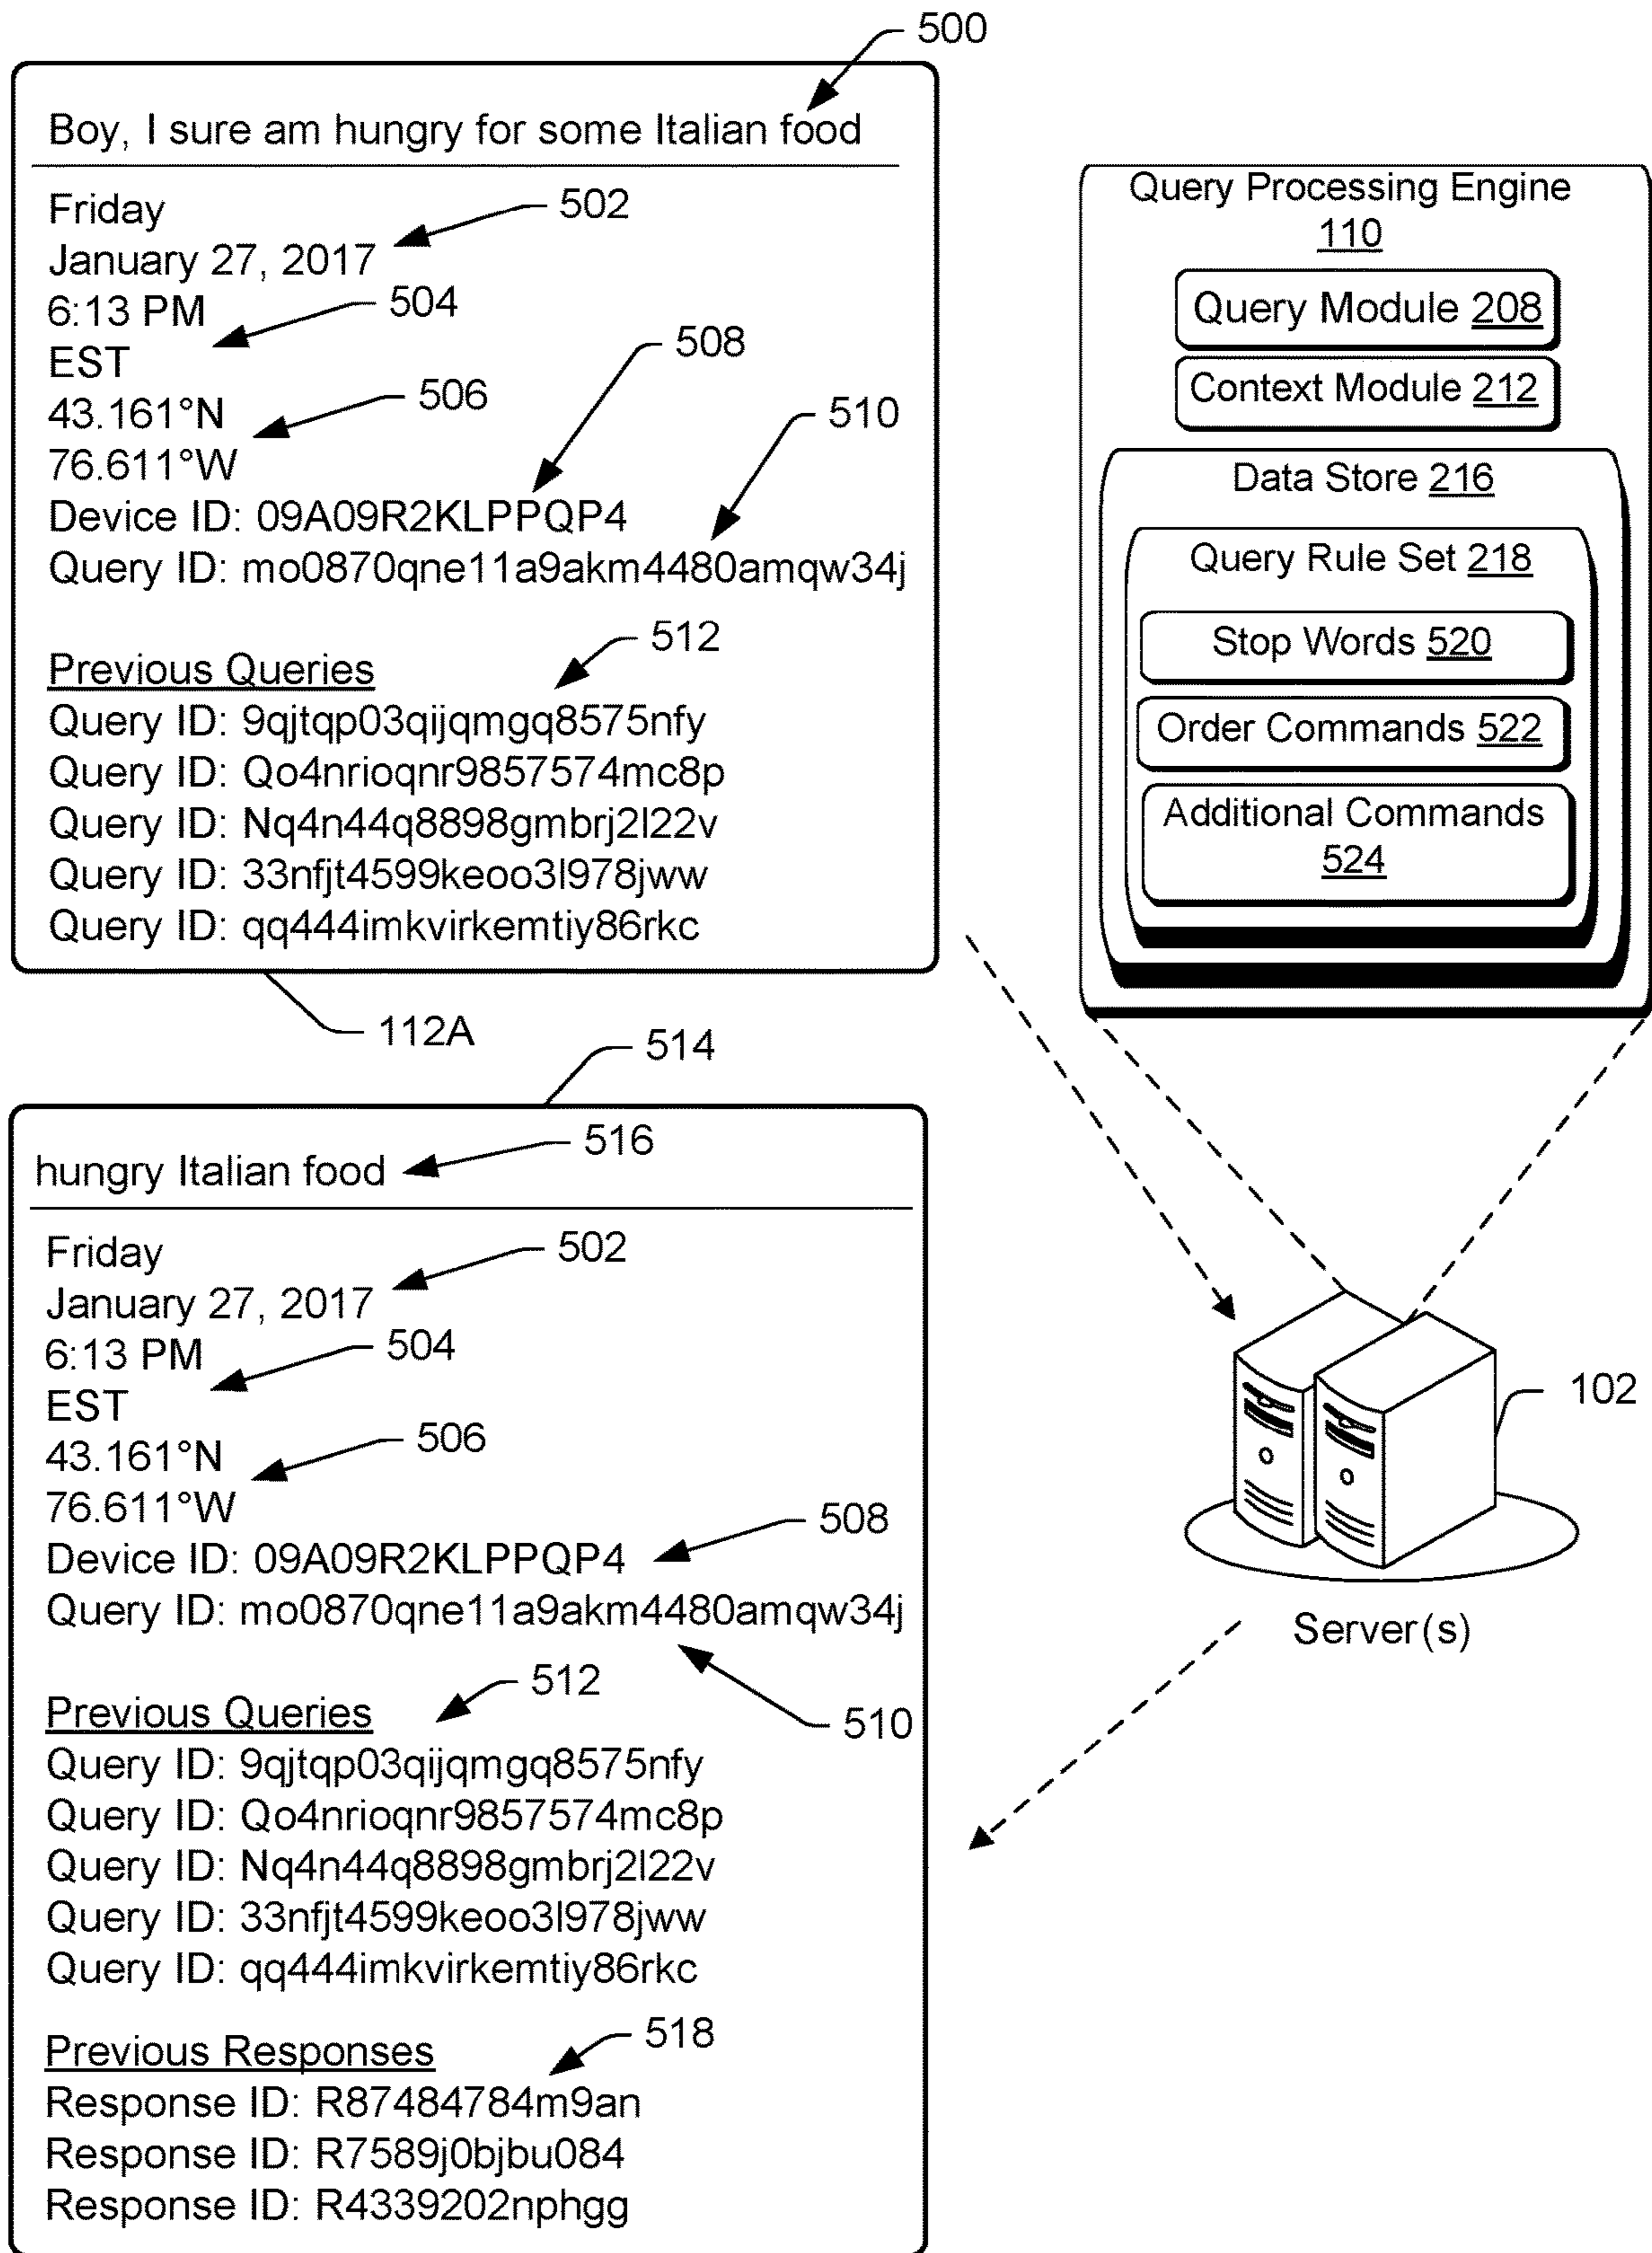 500
Boy, I sure am hungry for some Italian food
Friday
502
January 27, 2017
6:13 PM
504
EST
508
43.161°N
506
510
76.611°W
Device ID: 09A09R2KLPPQP4
Query ID: mo0870qne11a9akm4480amqw34j
512
Previous Queries
Query ID: 9qjtqp03qijqmgq8575nfy
Query ID: Qo4nrioqnr9857574mc8p
Query ID: Nq4n44q8898gmbrj2l22v
Query ID: 33nfjt4599keoo3l978jww
Query ID: qq444imkvirkemtiy86rkc
112A
Query Processing Engine
110
Query Module 208
Context Module 212
Data Store 216
Query Rule Set 218
Stop Words 520
Order Commands 522
Additional Commands
524
514
hungry Italian food
516
Friday
502
January 27, 2017
6:13 PM
504
EST
43.161°N
506
76.611°W
508
Device ID: 09A09R2KLPPQP4
Query ID: mo0870qne11a9akm4480amqw34j
512
510
Previous Queries
Query ID: 9qjtqp03qijqmgq8575nfy
Query ID: Qo4nrioqnr9857574mc8p
Query ID: Nq4n44q8898gmbrj2l22v
Query ID: 33nfjt4599keoo3l978jww
Query ID: qq444imkvirkemtiy86rkc
518
Previous Responses
Response ID: R87484784m9an
Response ID: R7589j0bjbu084
Response ID: R4339202nphgg
102
Server(s)